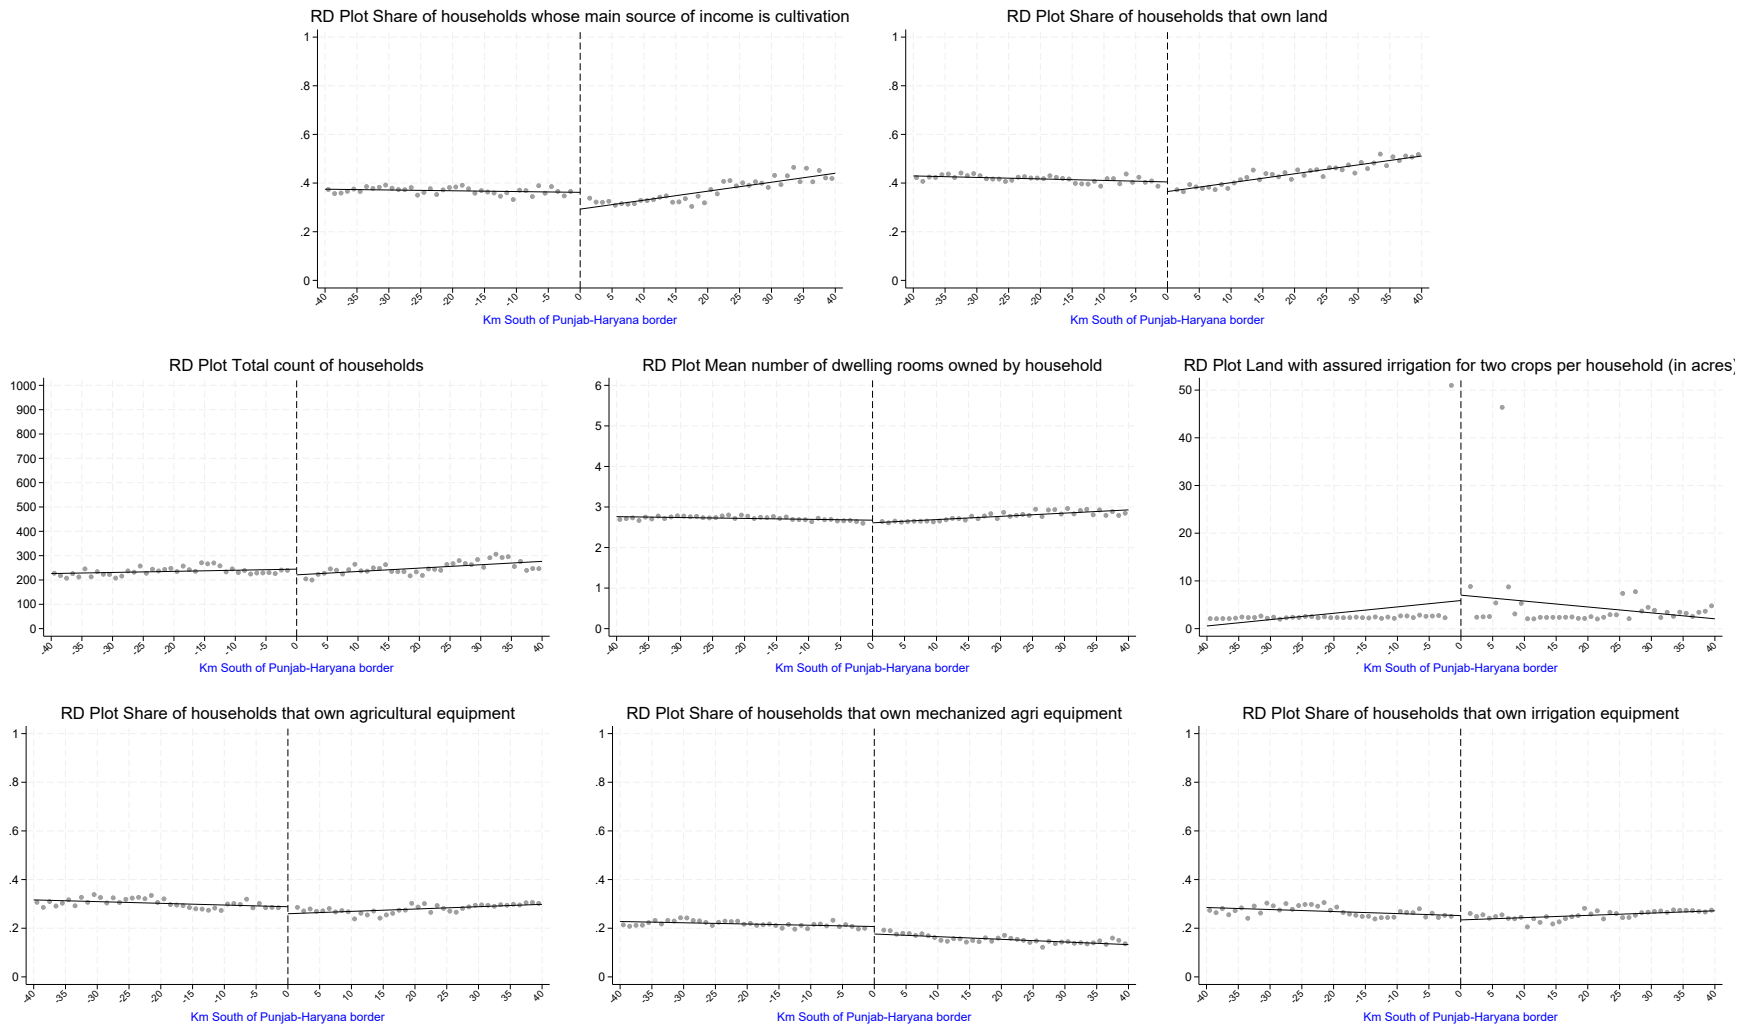 RD Plot Share of households whose main source of income is cultivation
1
.8
.6
.4
.2
0
-40 -35 -30 -25 -20 -15 -10 -5 0 5 10 15 20 25 30 35 40
Km South of Punjab-Haryana border
RD Plot Share of households that own land
1
.8
.6
.4
.2
0
-40 -35 -30 -25 -20 -15 -10 -5 0 5 10 15 20 25 30 35 40
Km South of Punjab-Haryana border
RD Plot Total count of households
1000
900
800
700
600
500
400
300
200
100
0
-40 -35 -30 -25 -20 -15 -10 -5 0 5 10 15 20 25 30 35 40
Km South of Punjab-Haryana border
RD Plot Mean number of dwelling rooms owned by household
6
5
4
3
2
1
0
-40 -35 -30 -25 -20 -15 -10 -5 0 5 10 15 20 25 30 35 40
Km South of Punjab-Haryana border
RD Plot Land with assured irrigation for two crops per household (in acres)
50
40
30
20
10
0
-40 -35 -30 -25 -20 -15 -10 -5 0 5 10 15 20 25 30 35 40
Km South of Punjab-Haryana border
RD Plot Share of households that own agricultural equipment
1
.8
.6
.4
.2
0
-40 -35 -30 -25 -20 -15 -10 -5 0 5 10 15 20 25 30 35 40
Km South of Punjab-Haryana border
RD Plot Share of households that own mechanized agri equipment
1
.8
.6
.4
.2
0
-40 -35 -30 -25 -20 -15 -10 -5 0 5 10 15 20 25 30 35 40
Km South of Punjab-Haryana border
RD Plot Share of households that own irrigation equipment
1
.8
.6
.4
.2
0
-40 -35 -30 -25 -20 -15 -10 -5 0 5 10 15 20 25 30 35 40
Km South of Punjab-Haryana border